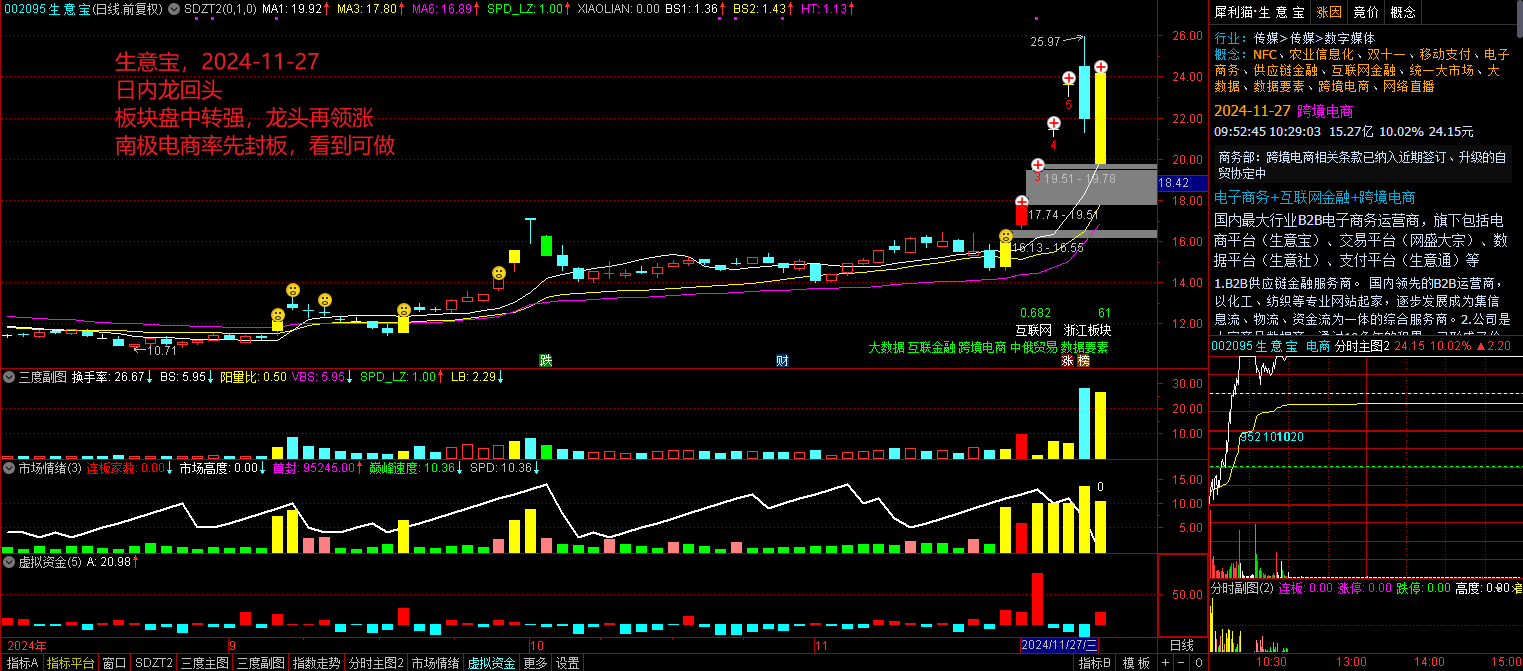 002095 生 意 宝 (日线.前复权) SDZT2(0,1,0) MA1: 19.92↑ MA3: 17.80↑ MA6: 16.89↑ SPD_LZ: 1.00↑ XIAOLIAN: 0.00 BS1: 1.36↑ BS2: 1.43↑ HT: 1.13↑
生意宝，2024-11-27
日内龙回头
板块盘中转强，龙头再领涨
南极电商率先封板，看到可做
25.97
5
4
3
19.51 - 19.78
17.74 - 19.51
16.13 - 16.55
10.71
0.682 61
互联网 浙江板块
大数据 互联金融 跨境电商 中俄贸易 数据要素
跌 财 涨 榜
26.00
24.00
22.00
20.00
18.42
18.00
16.00
14.00
12.00
三度副图 换手率: 26.67↓ BS: 5.95↓ 阳量比: 0.50 VBS: 5.95↓ SPD_LZ: 1.00↑ LB: 2.29↓
30.00
20.00
10.00
市场情绪(3) 连板家数: 0.00↓ 市场高度: 0.00↓ 首封: 95245.00↑ 巅峰速度: 10.36↓ SPD: 10.36↓
0
15.00
10.00
5.00
虚拟资金(5) A: 20.98↑
50.00
2024年 9 10 11 2024/11/27/三 日线
指标A 指标平台 窗口 SDZT2 三度主图 三度副图 指数走势 分时主图2 市场情绪 虚拟资金 更多 设置 指标B 模 板 + - 0
犀利猫·生 意 宝 涨因 竞价 概念
行业: 传媒>传媒>数字媒体
概念: NFC、农业信息化、双十一、移动支付、电子
商务、供应链金融、互联网金融、统一大市场、大
数据、数据要素、跨境电商、网络直播
2024-11-27 跨境电商
09:52:45 10:29:03 15.27亿 10.02% 24.15元
商务部：跨境电商相关条款已纳入近期签订、升级的自
贸协定中
电子商务+互联网金融+跨境电商
国内最大行业B2B电子商务运营商，旗下包括电
商平台（生意宝）、交易平台（网盛大宗）、数
据平台（生意社）、支付平台（生意通）等
1.B2B供应链金融服务商。 国内领先的B2B运营商，
以化工、纺织等专业网站起家，逐步发展成为集信
息流、物流、资金流为一体的综合服务商。2.公司是
002095 生 意 宝 电商 分时主图2 24.15 10.02% ▲2.20
952 101020
分时副图(2) 连板: 0.00 涨停: 0.00 跌停: 0.00 高度: 0.00
10:30 13:00 14:00 15:00